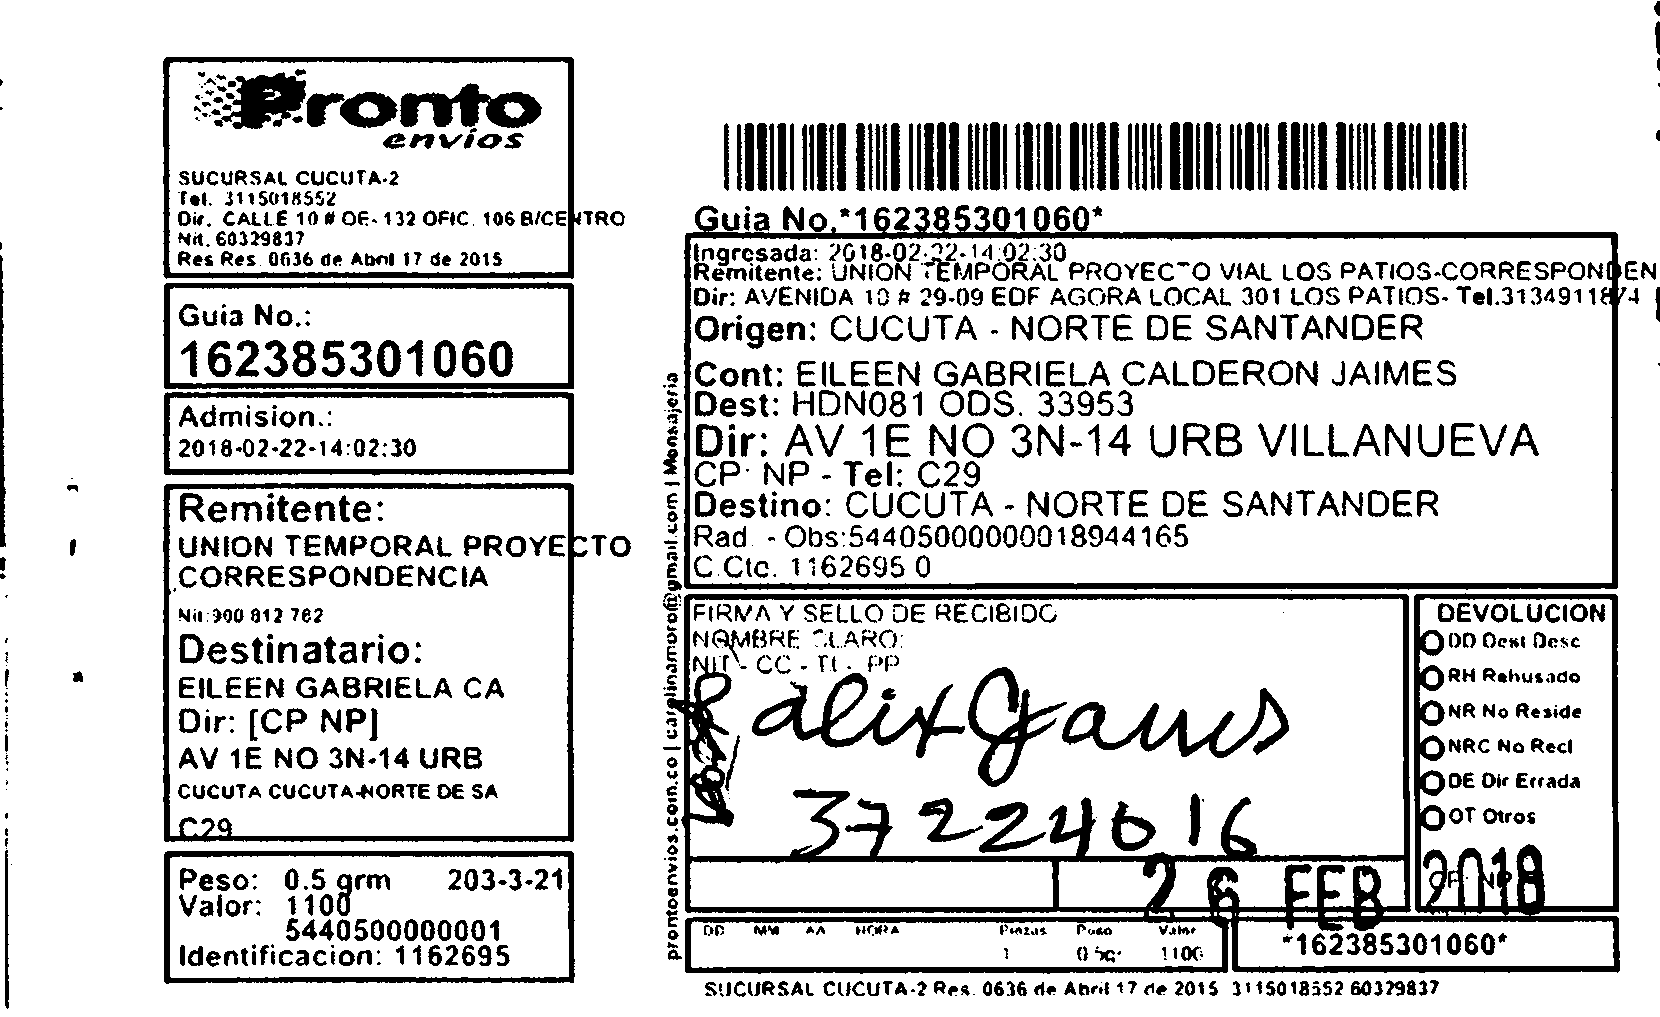 Pronto
envios
SUCURSAL CUCUTA-2
Tel. 3115018552
Dir. CALLE 10 # OE-132 OFIC. 106 B/CENTRO
Nit. 60329837
Res Res. 0636 de Abril 17 de 2015
Guia No.:
162385301060
Admision.:
2018-02-22-14:02:30
Remitente:
UNION TEMPORAL PROYECTO
CORRESPONDENCIA
Nit:900 812 782
Destinatario:
EILEEN GABRIELA CA
Dir: [CP NP]
AV 1E NO 3N-14 URB
CUCUTA CUCUTA-NORTE DE SA
C29
Peso: 0.5 grm 203-3-21
Valor: 1100
5440500000001
Identificacion: 1162695
prontoenvios.com.co | carolinamoro@gmail.com | Mensajeria
Guia No.*162385301060*
Ingresada: 2018-02-22-14:02:30
Remitente: UNION TEMPORAL PROYECTO VIAL LOS PATIOS-CORRESPONDEN
Dir: AVENIDA 10 # 29-09 EDF AGORA LOCAL 301 LOS PATIOS- Tel.3134911874
Origen: CUCUTA - NORTE DE SANTANDER
Cont: EILEEN GABRIELA CALDERON JAIMES
Dest: HDN081 ODS. 33953
Dir: AV 1E NO 3N-14 URB VILLANUEVA
CP: NP - Tel: C29
Destino: CUCUTA - NORTE DE SANTANDER
Rad. - Obs:54405000000018944165
C.Ctc. 1162695 0
FIRMA Y SELLO DE RECIBIDO
NOMBRE CLARO:
NIT - CC - TI - PP
Galix Jaimes
37224016
26 FEB 2018
DEVOLUCION
DD Dest Desc
RH Rehusado
NR No Reside
NRC No Recl
DE Dir Errada
OT Otros
CP: NP
DD MM AA HORA Piezas Peso Valor
1 0.5gr 1100
*162385301060*
SUCURSAL CUCUTA-2 Res. 0636 de Abril 17 de 2015 3115018552 60329837